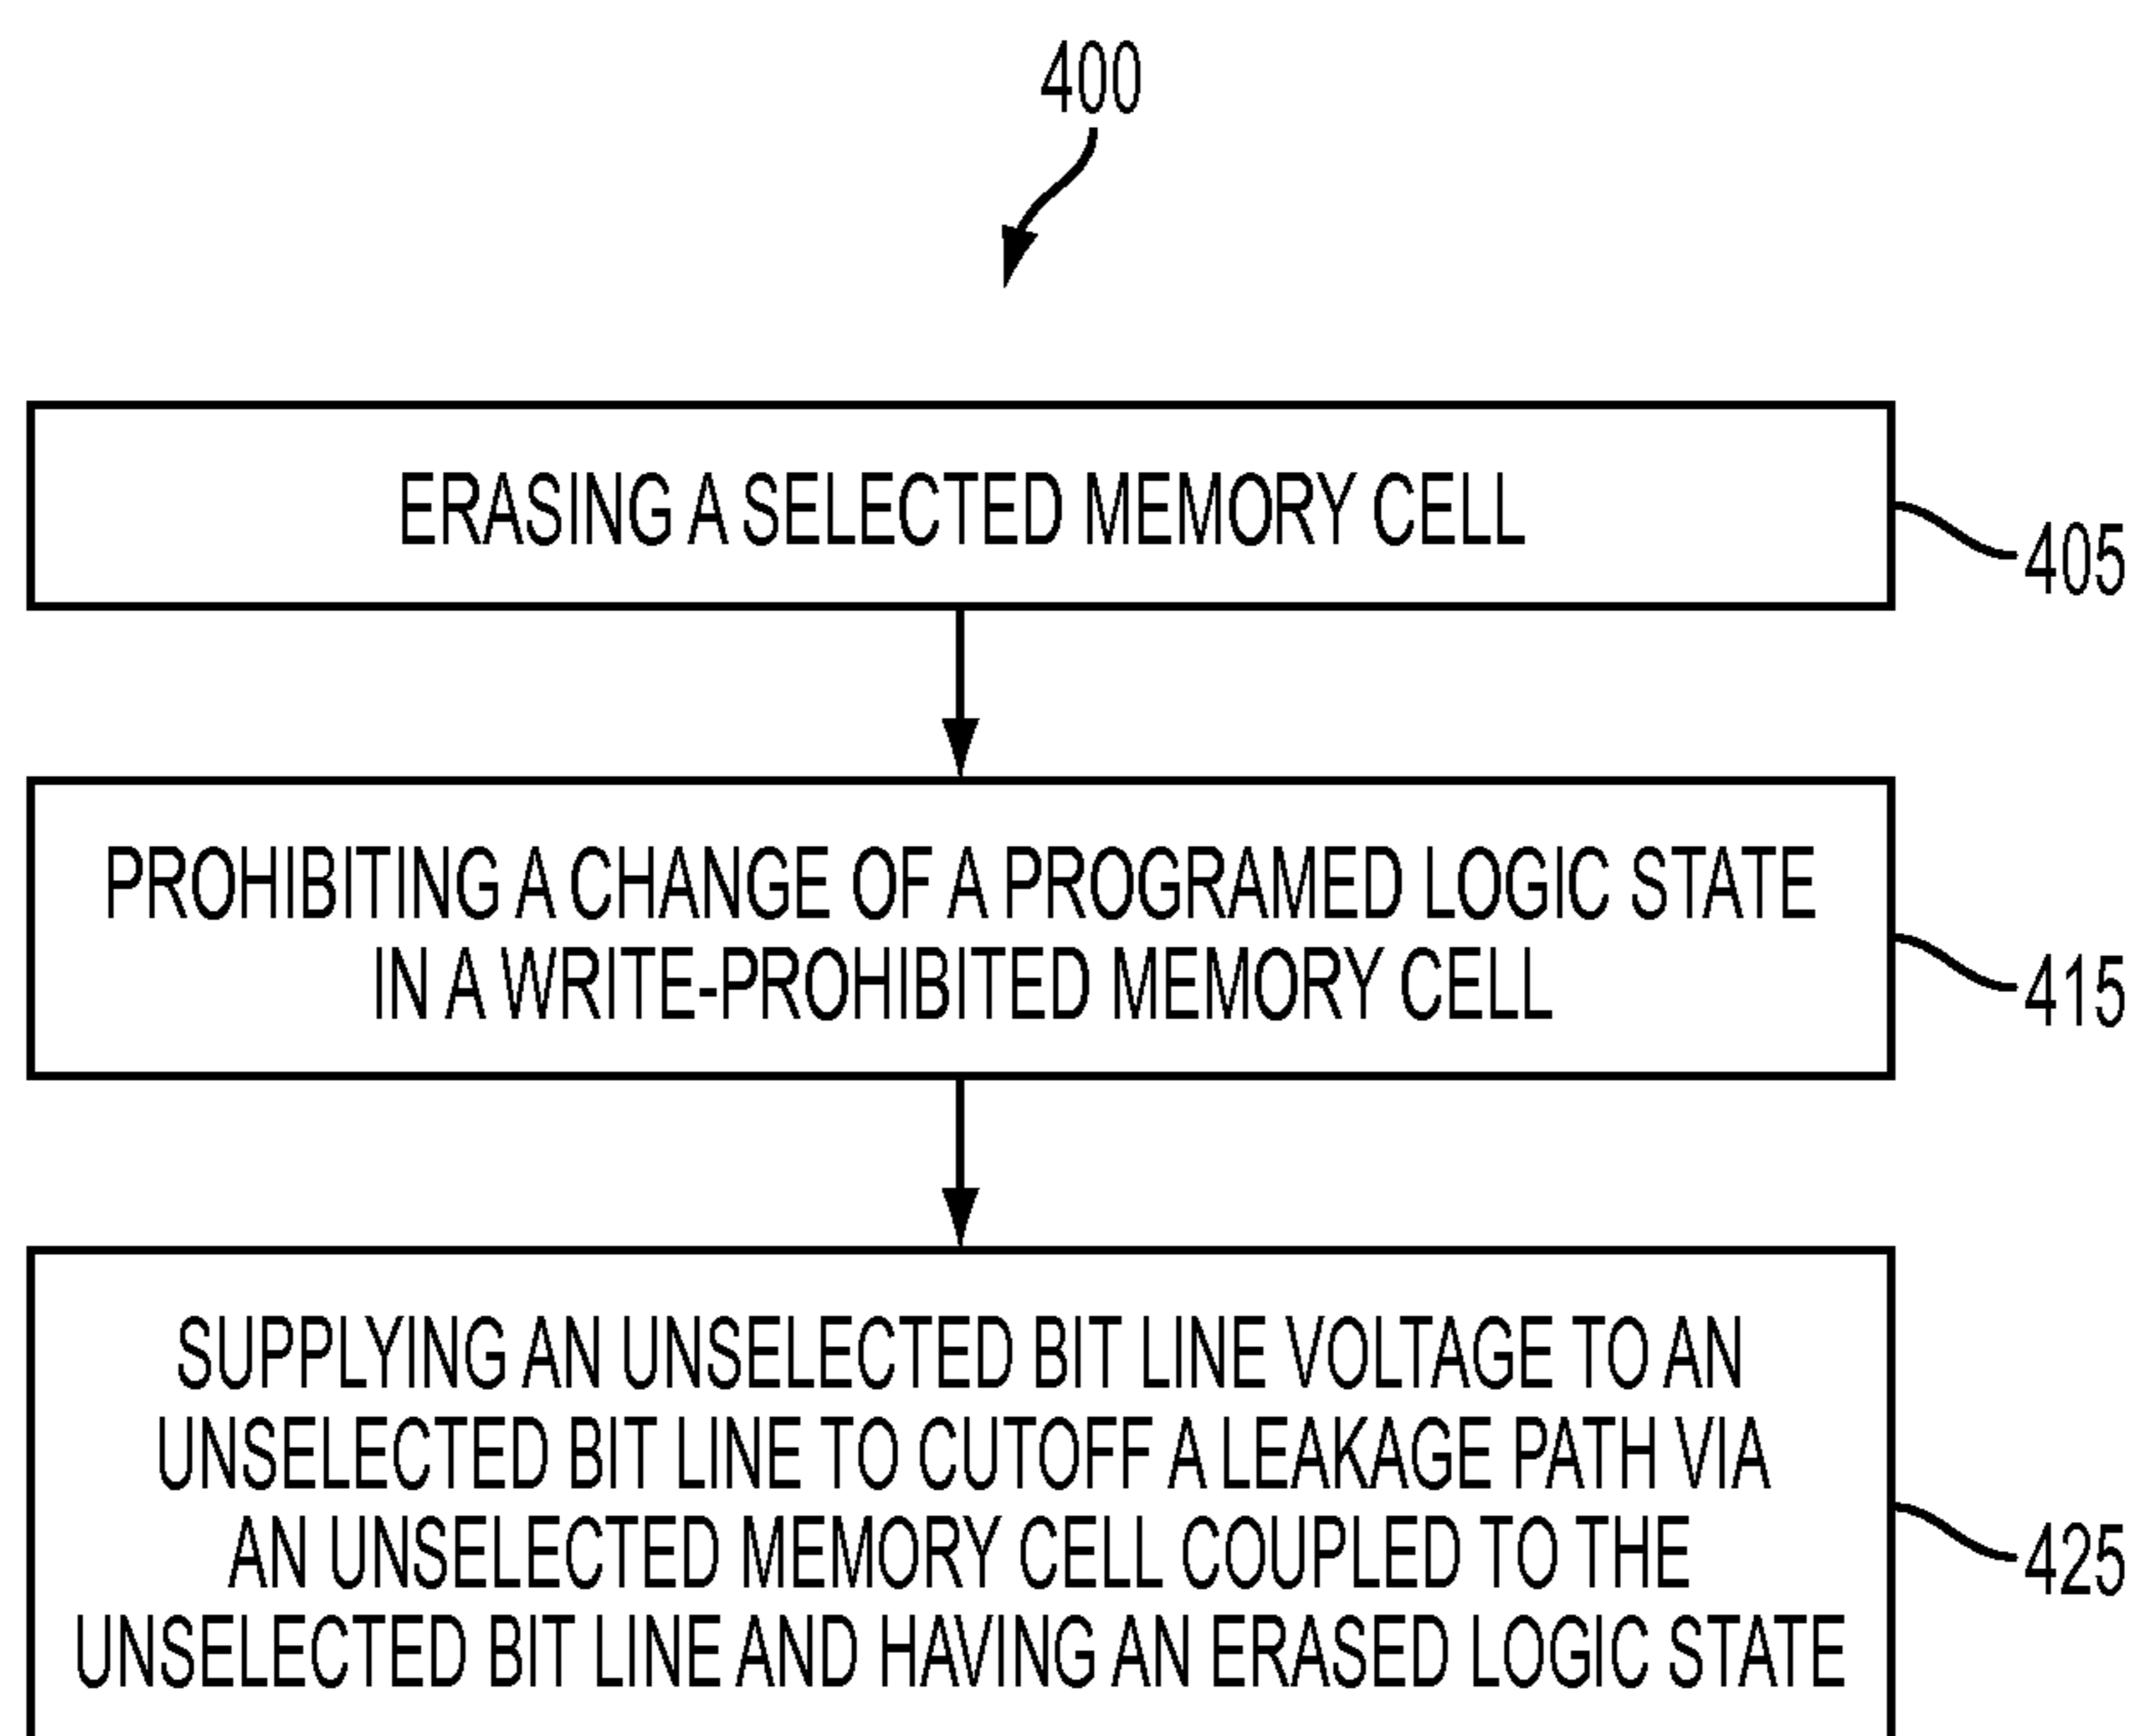 400
ERASING A SELECTED MEMORY CELL
405
PROHIBITING A CHANGE OF A PROGRAMED LOGIC STATE
IN A WRITE-PROHIBITED MEMORY CELL
415
SUPPLYING AN UNSELECTED BIT LINE VOLTAGE TO AN
UNSELECTED BIT LINE TO CUTOFF A LEAKAGE PATH VIA
AN UNSELECTED MEMORY CELL COUPLED TO THE
UNSELECTED BIT LINE AND HAVING AN ERASED LOGIC STATE
425